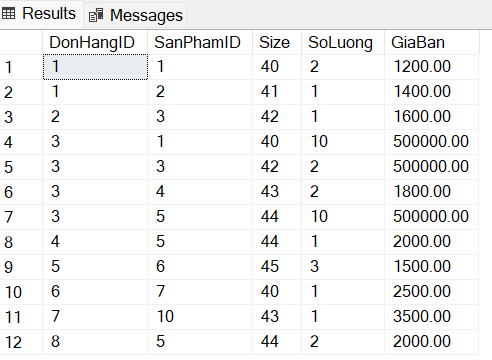 Results Messages
DonHangID SanPhamID Size SoLuong GiaBan
1 1 1 40 2 1200.00
2 1 2 41 1 1400.00
3 2 3 42 1 1600.00
4 3 1 40 10 500000.00
5 3 3 42 2 500000.00
6 3 4 43 2 1800.00
7 3 5 44 10 500000.00
8 4 5 44 1 2000.00
9 5 6 45 3 1500.00
10 6 7 40 1 2500.00
11 7 10 43 1 3500.00
12 8 5 44 2 2000.00